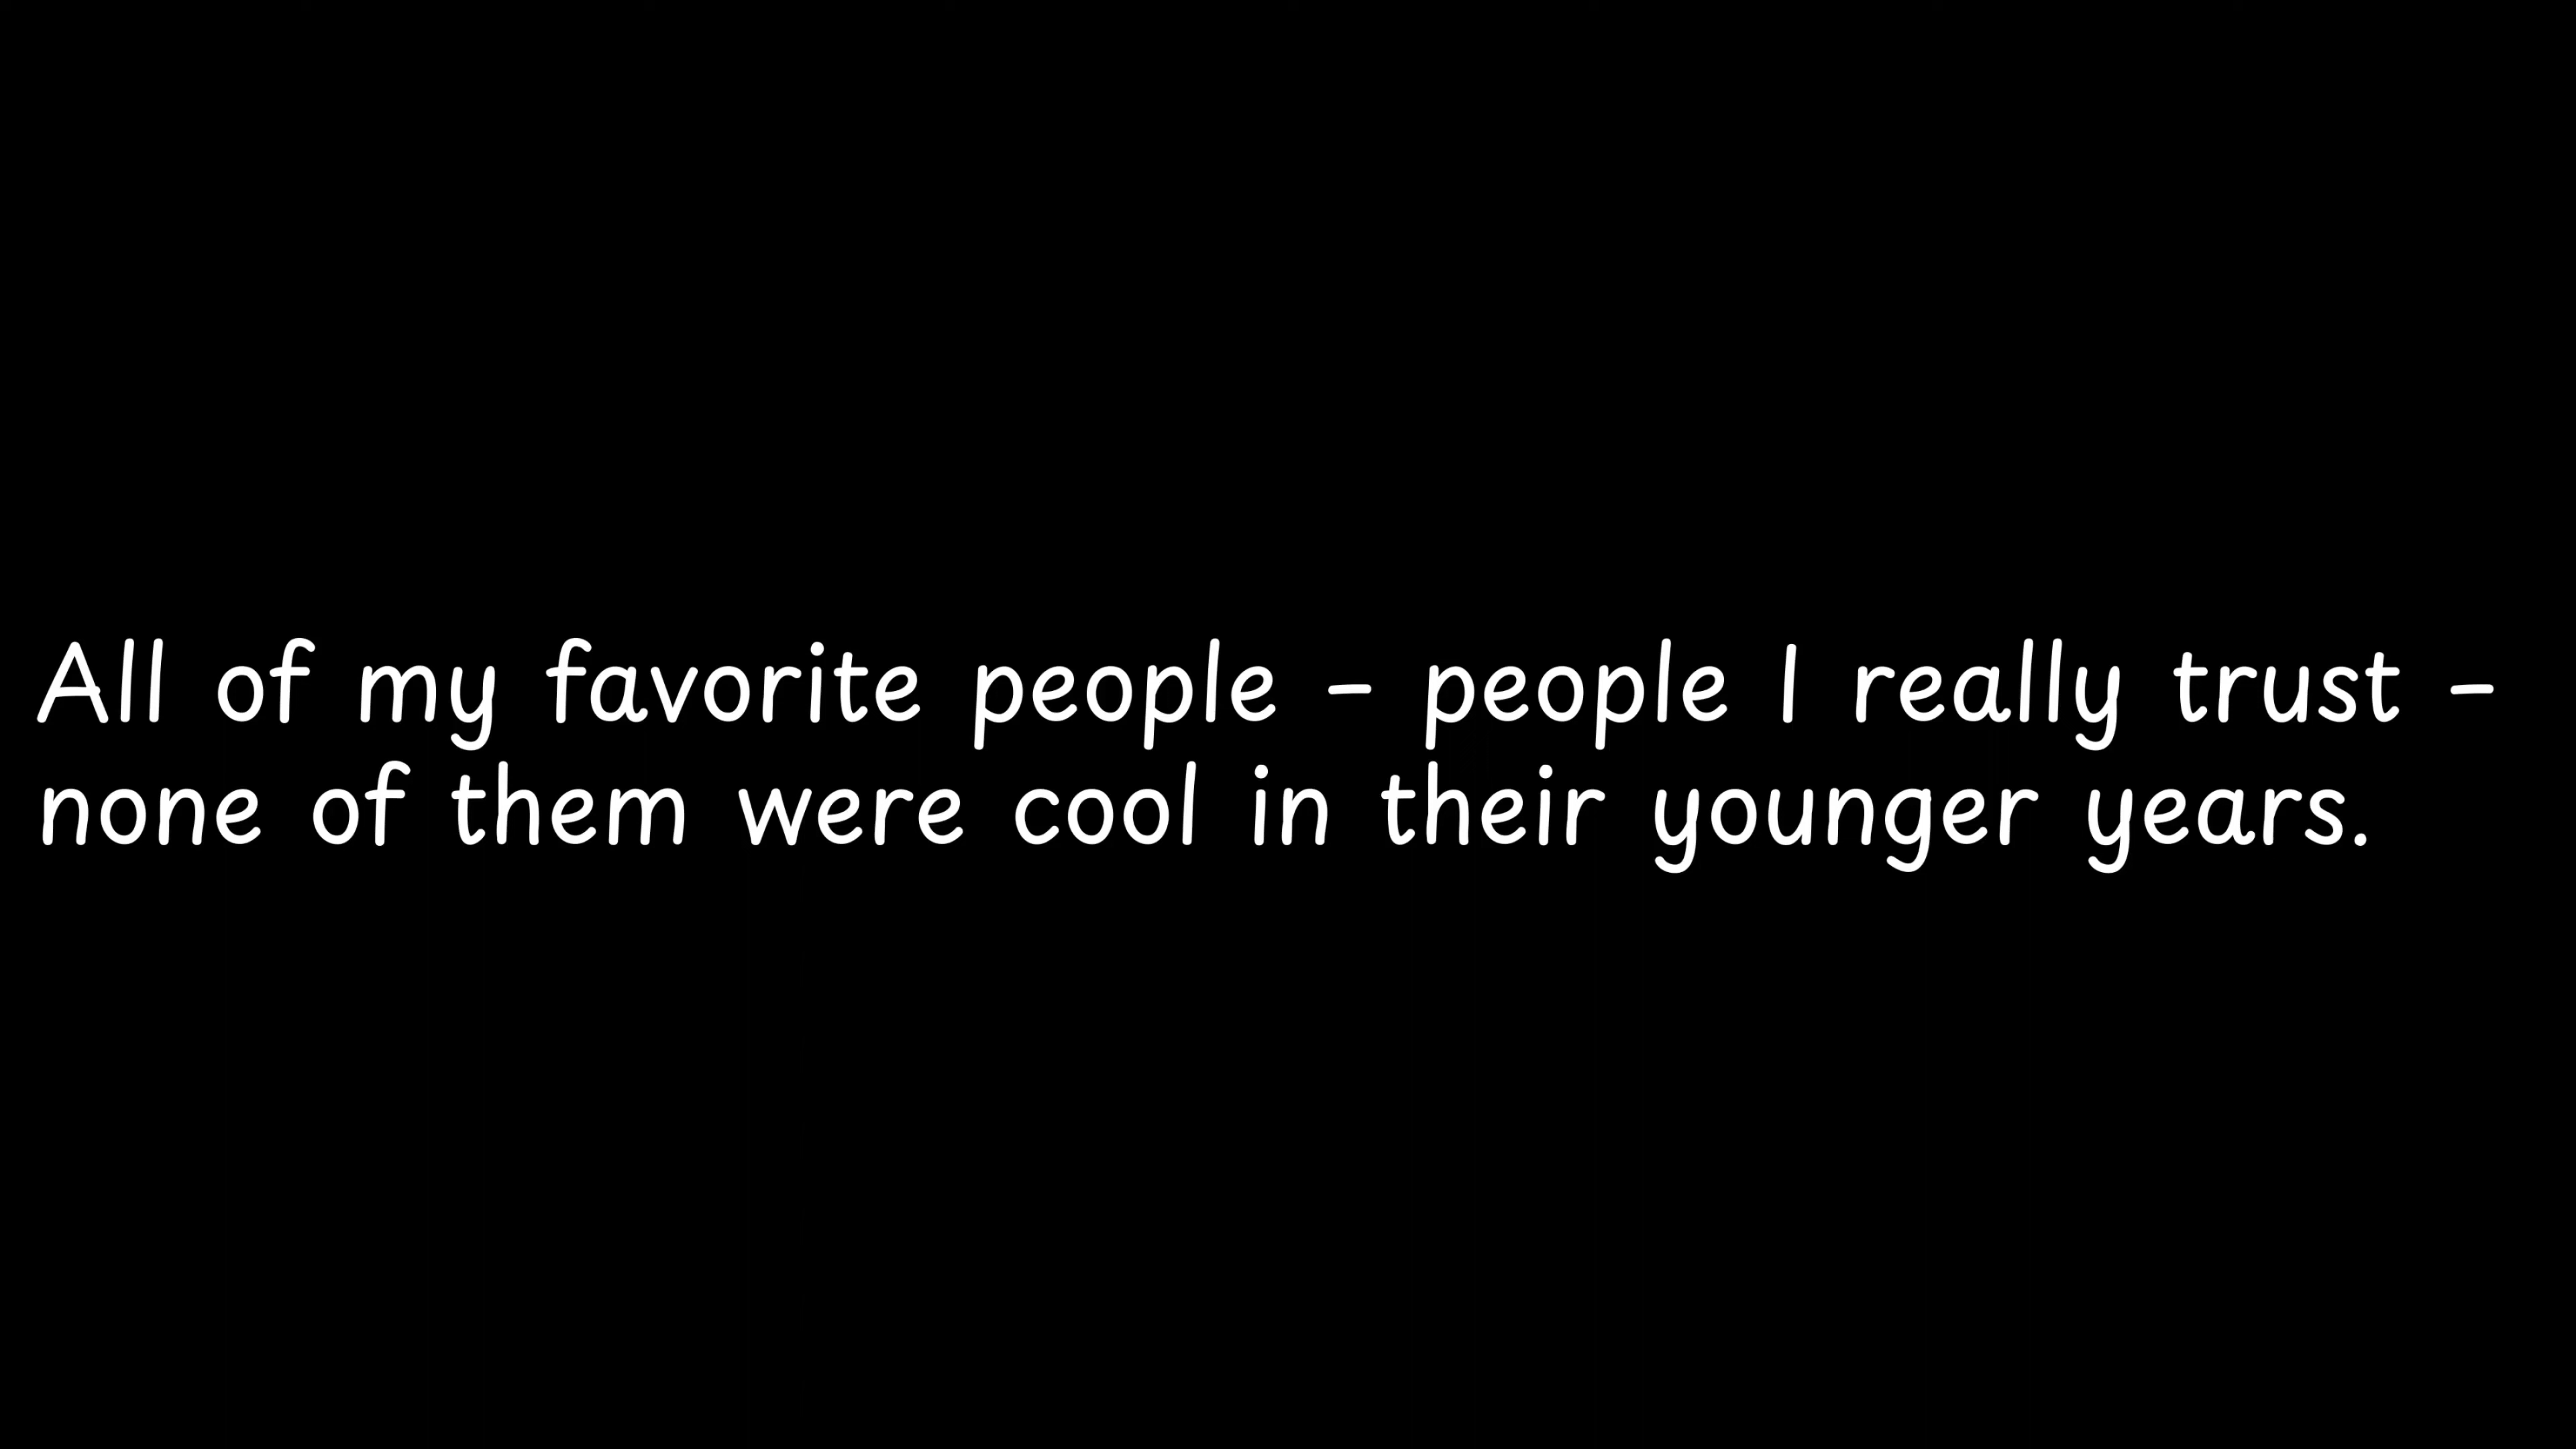 All of my favorite people - people I really trust -
none of them were cool in their younger years.